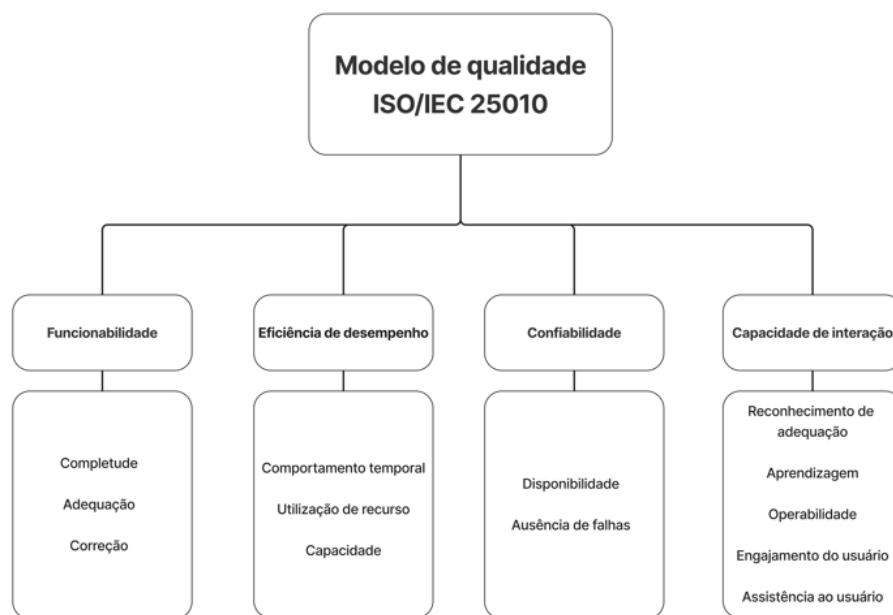 Modelo de qualidade
ISO/IEC 25010
Funcionabilidade
Eficiência de desempenho
Confiabilidade
Capacidade de interação
Completude
Adequação
Correção
Comportamento temporal
Utilização de recurso
Capacidade
Disponibilidade
Ausência de falhas
Reconhecimento de
adequação
Aprendizagem
Operabilidade
Engajamento do usuário
Assistência ao usuário